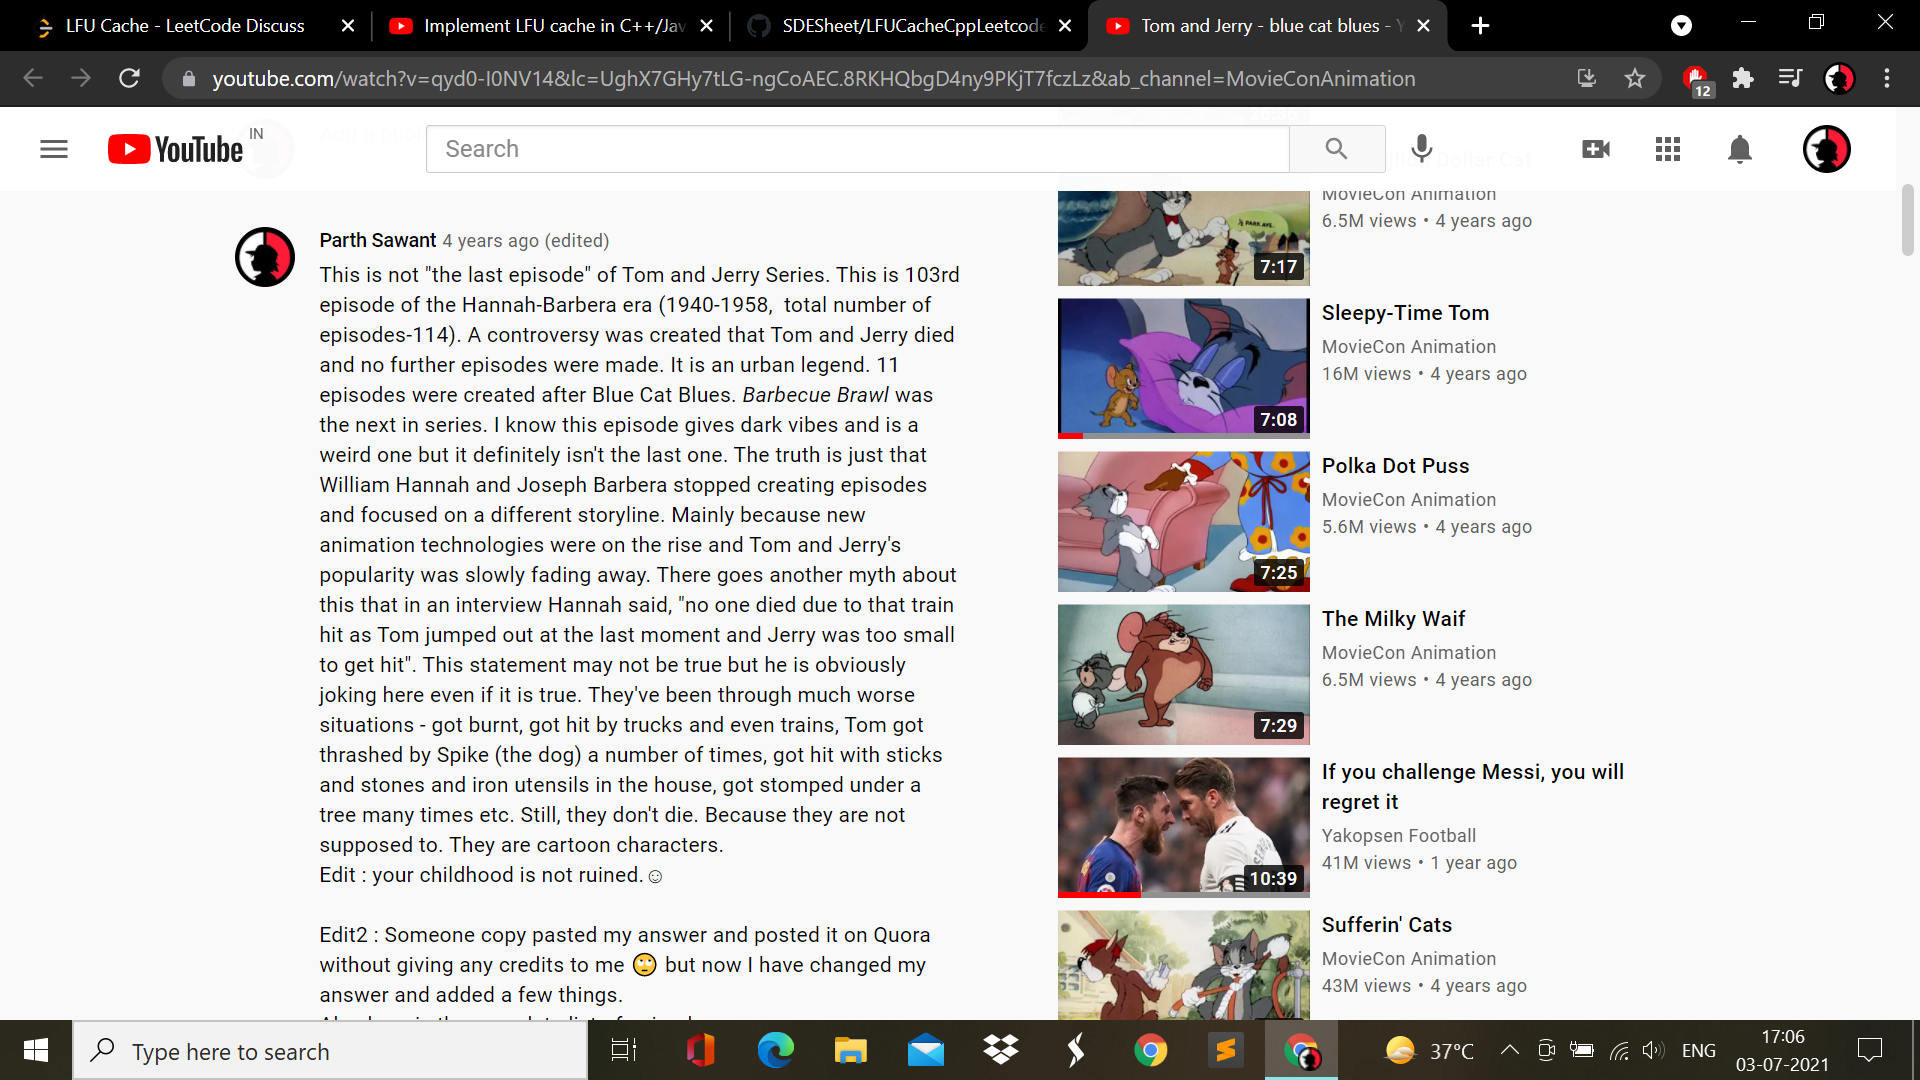 LFU Cache - LeetCode Discuss
Implement LFU cache in C++/Jav
SDESheet/LFUCacheCppLeetcode
Tom and Jerry - blue cat blues - Y
youtube.com/watch?v=qyd0-I0NV14&lc=UghX7GHy7tLG-ngCoAEC.8RKHQbgD4ny9PKjT7fczLz&ab_channel=MovieConAnimation
12
YouTube
IN
Search
Parth Sawant 4 years ago (edited)
This is not "the last episode" of Tom and Jerry Series. This is 103rd
episode of the Hannah-Barbera era (1940-1958,  total number of
episodes-114). A controversy was created that Tom and Jerry died
and no further episodes were made. It is an urban legend. 11
episodes were created after Blue Cat Blues. Barbecue Brawl was
the next in series. I know this episode gives dark vibes and is a
weird one but it definitely isn't the last one. The truth is just that
William Hannah and Joseph Barbera stopped creating episodes
and focused on a different storyline. Mainly because new
animation technologies were on the rise and Tom and Jerry's
popularity was slowly fading away. There goes another myth about
this that in an interview Hannah said, "no one died due to that train
hit as Tom jumped out at the last moment and Jerry was too small
to get hit". This statement may not be true but he is obviously
joking here even if it is true. They've been through much worse
situations - got burnt, got hit by trucks and even trains, Tom got
thrashed by Spike (the dog) a number of times, got hit with sticks
and stones and iron utensils in the house, got stomped under a
tree many times etc. Still, they don't die. Because they are not
supposed to. They are cartoon characters.
Edit : your childhood is not ruined.☺
Edit2 : Someone copy pasted my answer and posted it on Quora
without giving any credits to me 🙄 but now I have changed my
answer and added a few things.
Dollar Cat
MovieCon Animation
6.5M views • 4 years ago
PARK AVE.
7:17
Sleepy-Time Tom
MovieCon Animation
16M views • 4 years ago
7:08
Polka Dot Puss
MovieCon Animation
5.6M views • 4 years ago
7:25
The Milky Waif
MovieCon Animation
6.5M views • 4 years ago
7:29
If you challenge Messi, you will
regret it
Yakopsen Football
41M views • 1 year ago
10:39
Sufferin' Cats
MovieCon Animation
43M views • 4 years ago
Type here to search
37°C
ENG
17:06
03-07-2021